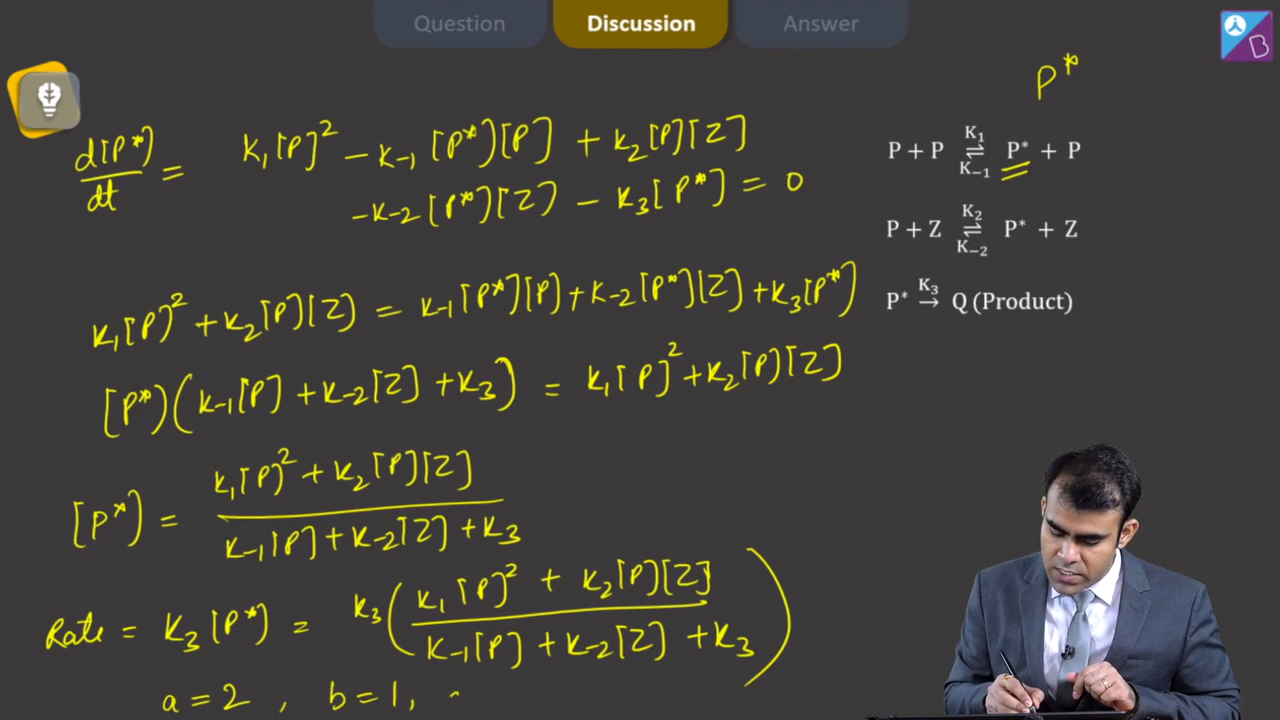 Question Discussion Answer
B
P*
d[P*]/dt = k₁[P]² - k₋₁[P*][P] + k₂[P][Z]
- k₋₂[P*][Z] - k₃[P*] = 0
P + P ⇌ P* + P
K₁
K₋₁
P + Z ⇌ P* + Z
K₂
K₋₂
P* → Q (Product)
K₃
k₁[P]² + k₂[P][Z] = k₋₁[P*][P] + k₋₂[P*][Z] + k₃[P*]
[P*](k₋₁[P] + k₋₂[Z] + k₃) = k₁[P]² + k₂[P][Z]
[P*] = (k₁[P]² + k₂[P][Z]) / (k₋₁[P] + k₋₂[Z] + k₃)
Rate = k₃[P*] = k₃((k₁[P]² + k₂[P][Z]) / (k₋₁[P] + k₋₂[Z] + k₃))
a = 2 , b = 1,